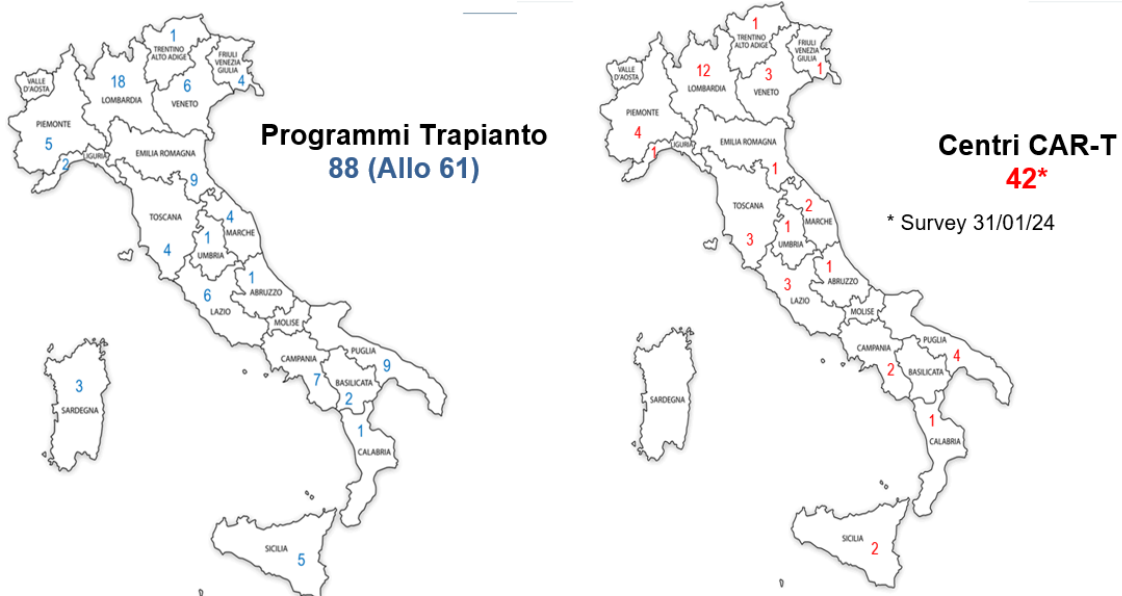 1
TRENTINO
ALTO ADIGE
FRIULI
VENEZIA
GIULIA
4
VALLE
D'AOSTA
18
LOMBARDIA
6
VENETO
PIEMONTE
5
2
LIGURIA
EMILIA ROMAGNA
9
Programmi Trapianto
88 (Allo 61)
TOSCANA
4
4
MARCHE
1
UMBRIA
1
ABRUZZO
6
LAZIO
MOLISE
CAMPANIA
7
PUGLIA
9
BASILICATA
2
3
SARDEGNA
1
CALABRIA
SICILIA
5
1
TRENTINO
ALTO ADIGE
FRIULI
VENEZIA
GIULIA
1
VALLE
D'AOSTA
12
LOMBARDIA
3
VENETO
PIEMONTE
4
1
LIGURIA
EMILIA ROMAGNA
1
Centri CAR-T
42*
* Survey 31/01/24
TOSCANA
3
2
MARCHE
1
UMBRIA
1
ABRUZZO
3
LAZIO
MOLISE
CAMPANIA
2
PUGLIA
4
BASILICATA
SARDEGNA
1
CALABRIA
SICILIA
2